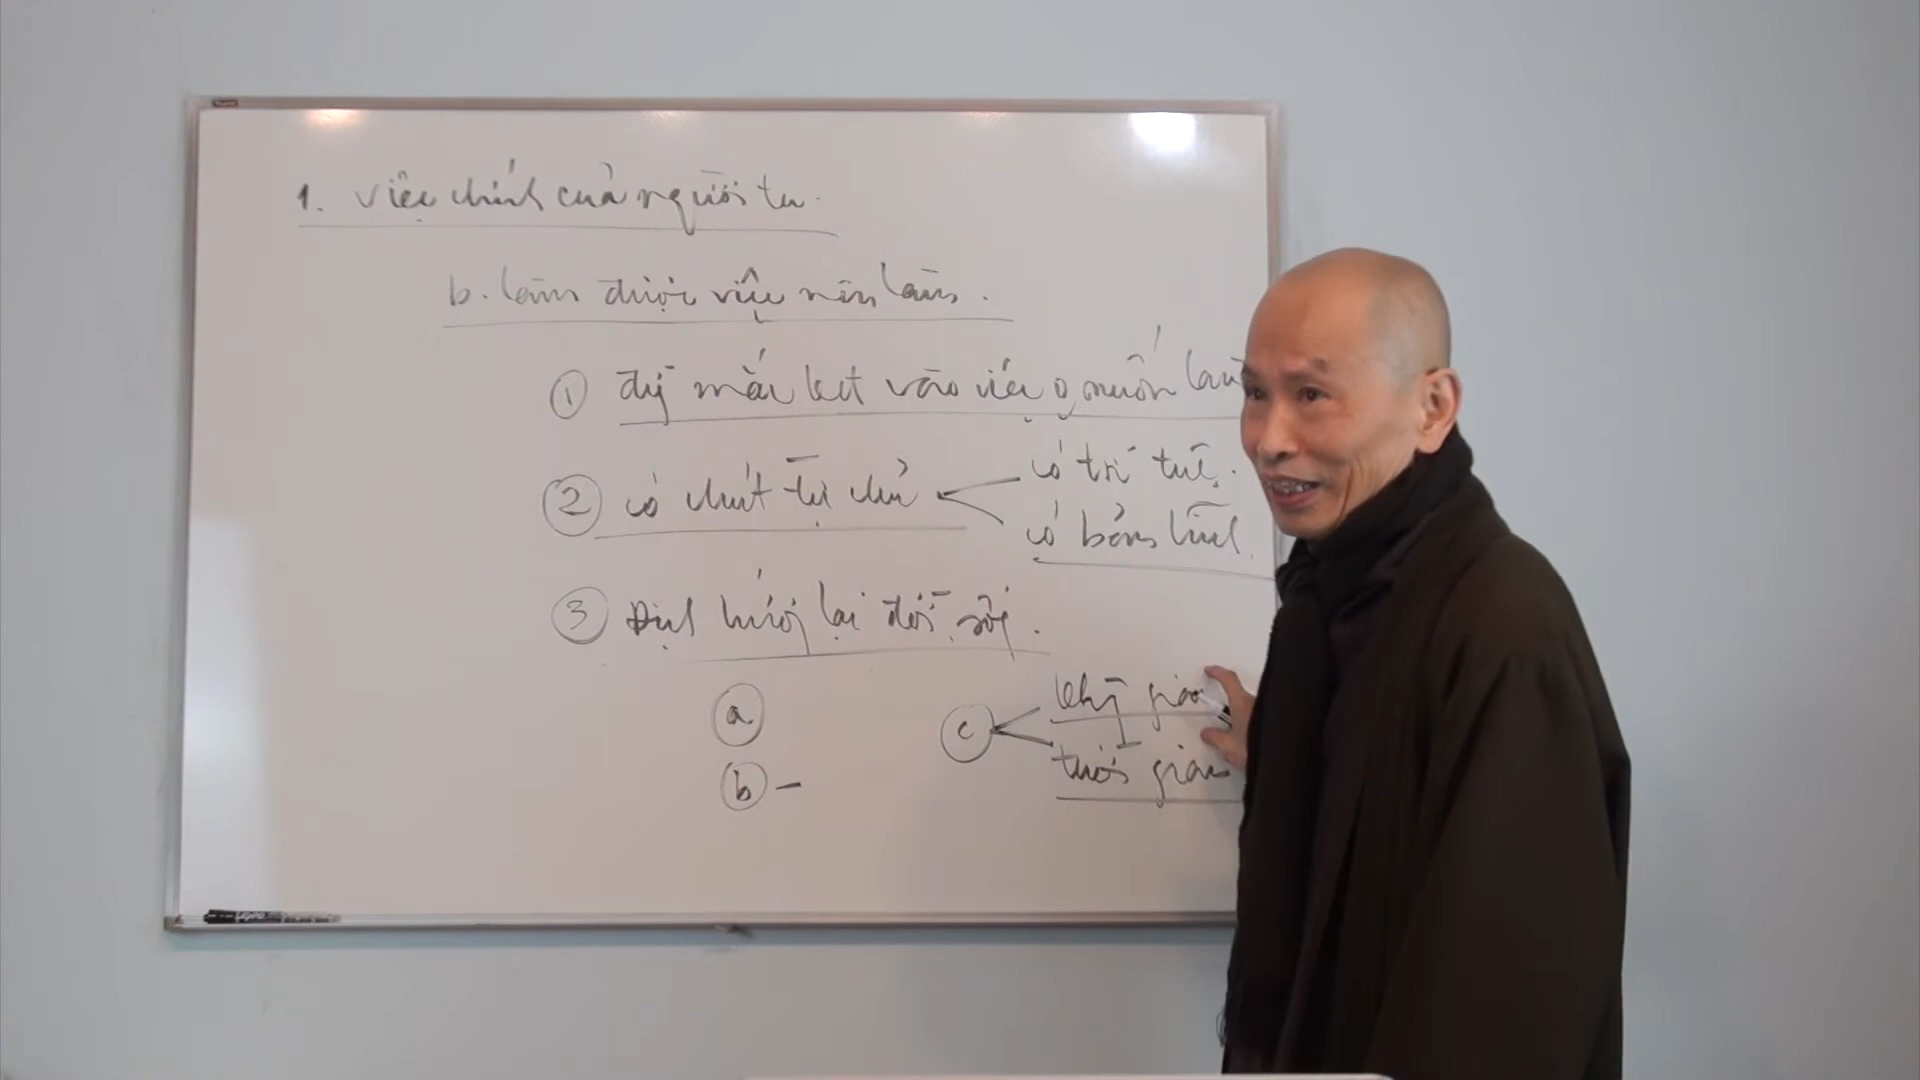 1. Việc chính của người tu.
b. làm được việc nên làm.
① đừng mắc kẹt vào việc o muốn làm
② có chút tự chủ
có trí tuệ.
có bản lĩnh.
③ Định hướng lại đời sống.
ⓐ
ⓑ –
ⓒ
không gian
thời gian